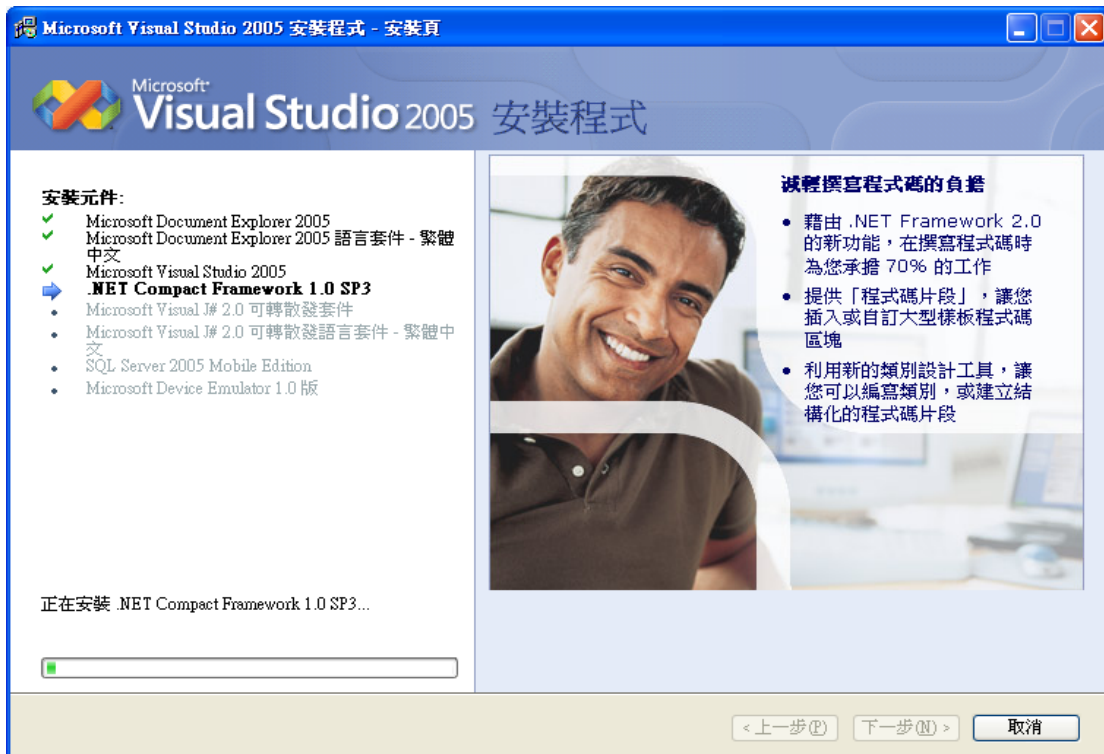 Microsoft Visual Studio 2005 安裝程式 - 安裝頁
Microsoft
Visual Studio 2005 安裝程式
安裝元件:
Microsoft Document Explorer 2005
Microsoft Document Explorer 2005 語言套件 - 繁體
中文
Microsoft Visual Studio 2005
.NET Compact Framework 1.0 SP3
Microsoft Visual J# 2.0 可轉散發套件
Microsoft Visual J# 2.0 可轉散發語言套件 - 繁體中
文
SQL Server 2005 Mobile Edition
Microsoft Device Emulator 1.0 版
正在安裝 .NET Compact Framework 1.0 SP3...
減輕撰寫程式碼的負擔
• 藉由 .NET Framework 2.0
的新功能，在撰寫程式碼時
為您承擔 70% 的工作
• 提供「程式碼片段」，讓您
插入或自訂大型樣板程式碼
區塊
• 利用新的類別設計工具，讓
您可以編寫類別，或建立結
構化的程式碼片段
<上一步(P)
下一步(N)>
取消